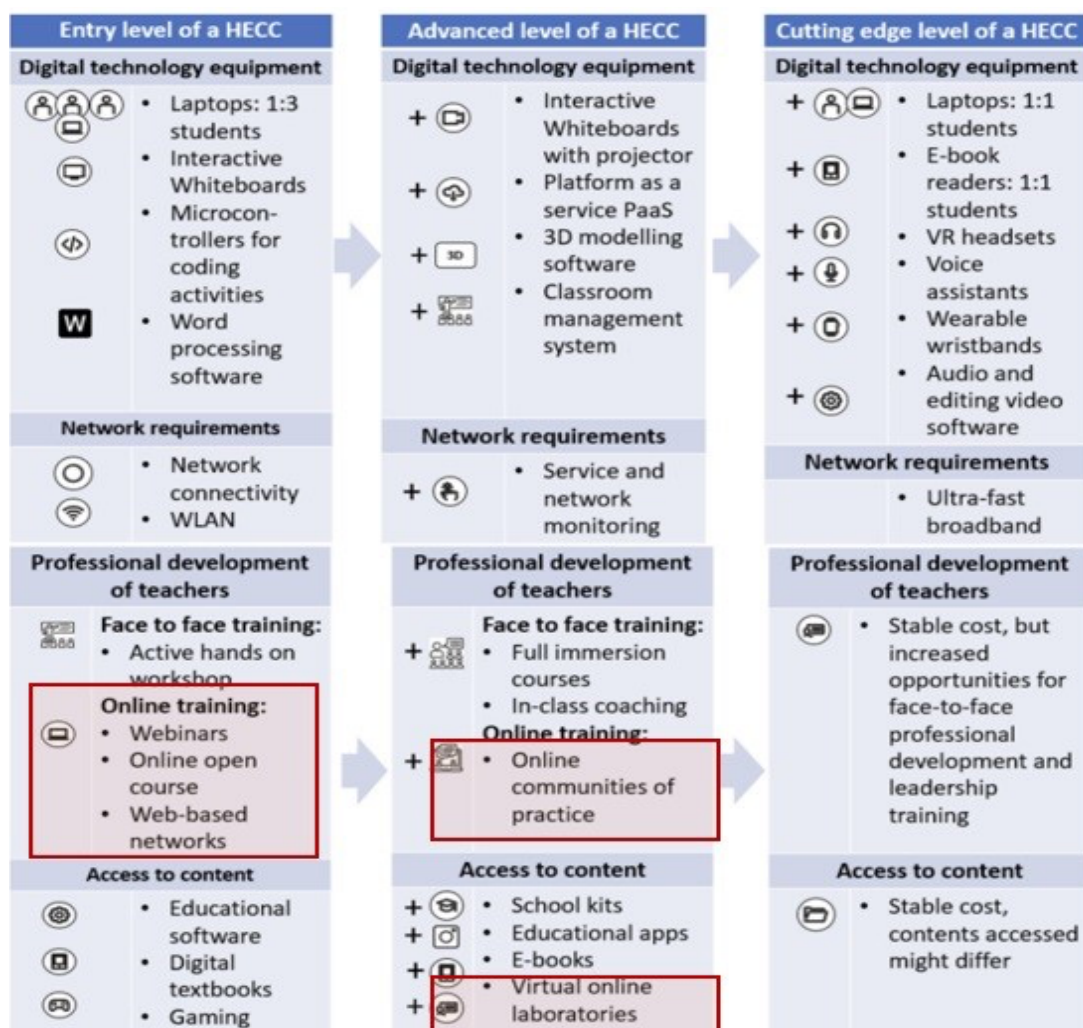 Entry level of a HECC
Digital technology equipment
• Laptops: 1:3
students
• Interactive
Whiteboards
• Microcon-
trollers for
coding
activities
W
• Word
processing
software
Network requirements
• Network
connectivity
• WLAN
Professional development
of teachers
Face to face training:
• Active hands on
workshop
Online training:
• Webinars
• Online open
course
• Web-based
networks
Access to content
• Educational
software
• Digital
textbooks
• Gaming
Advanced level of a HECC
Digital technology equipment
+ • Interactive
Whiteboards
with projector
+ • Platform as a
service PaaS
+ 3D • 3D modelling
software
+ • Classroom
management
system
Network requirements
+ • Service and
network
monitoring
Professional development
of teachers
Face to face training:
+ • Full immersion
courses
• In-class coaching
Online training:
+ • Online
communities of
practice
Access to content
+ • School kits
+ • Educational apps
+ • E-books
+ • Virtual online
laboratories
Cutting edge level of a HECC
Digital technology equipment
+ • Laptops: 1:1
students
+ • E-book
readers: 1:1
students
+ • VR headsets
+ • Voice
assistants
+ • Wearable
wristbands
+ • Audio and
editing video
software
Network requirements
• Ultra-fast
broadband
Professional development
of teachers
• Stable cost, but
increased
opportunities for
face-to-face
professional
development and
leadership
training
Access to content
• Stable cost,
contents accessed
might differ